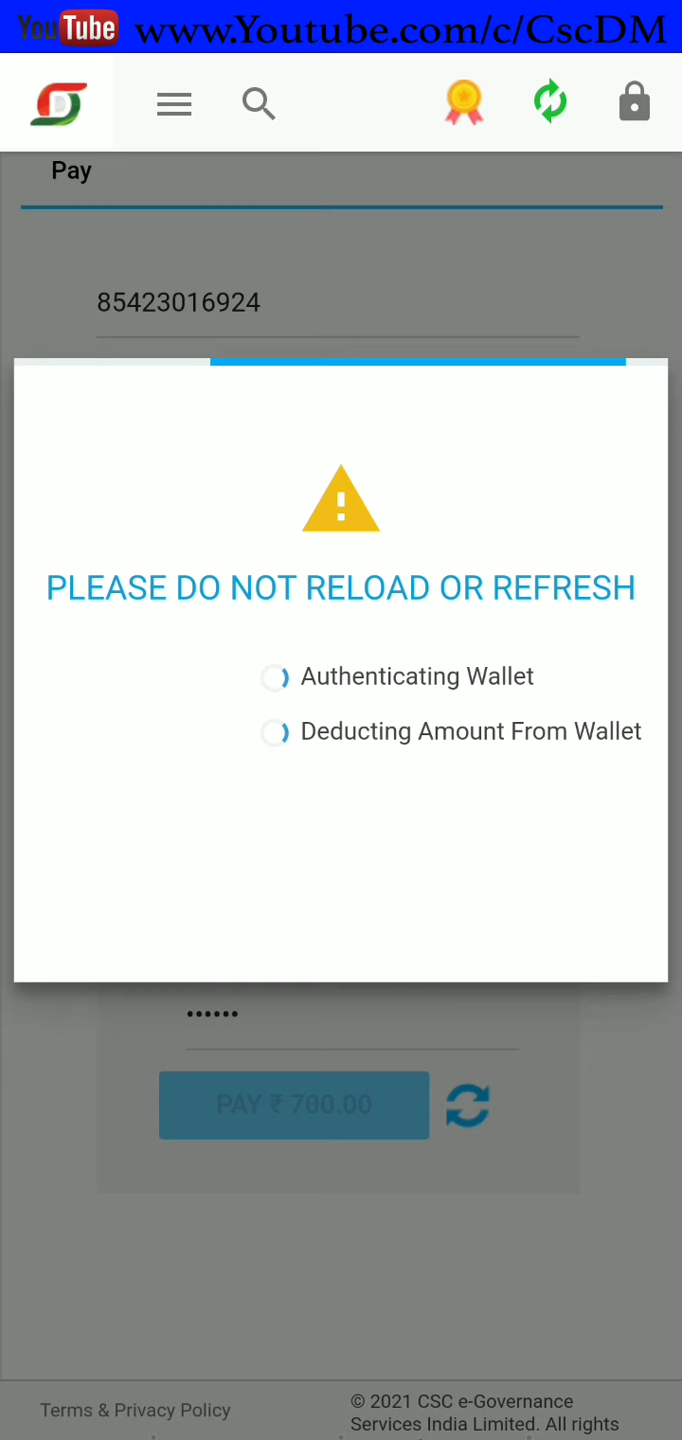 YouTube www.Youtube.com/c/CscDM
Pay
85423016924
PLEASE DO NOT RELOAD OR REFRESH
Authenticating Wallet
Deducting Amount From Wallet
••••••
PAY ₹ 700.00
Terms & Privacy Policy
© 2021 CSC e-Governance
Services India Limited. All rights